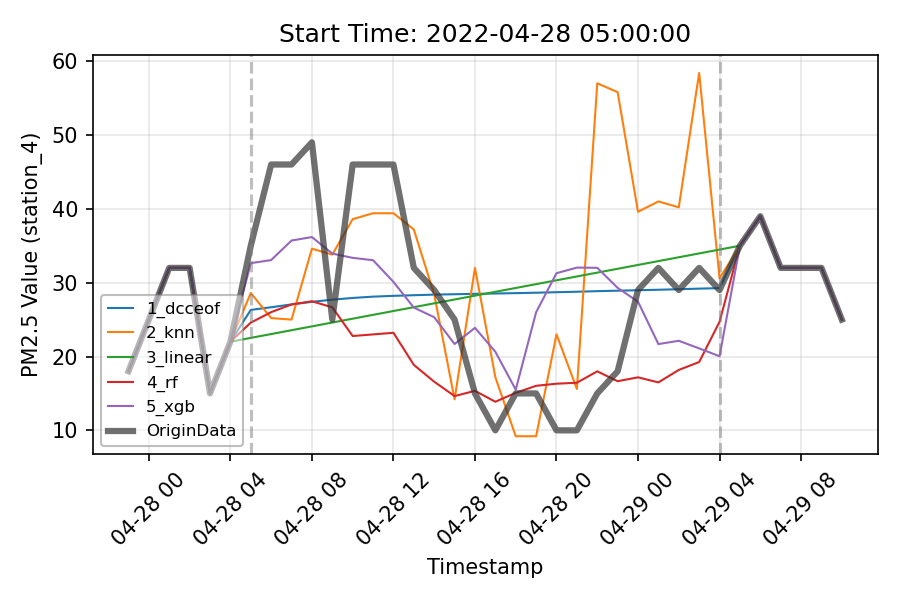 Start Time: 2022-04-28 05:00:00
PM2.5 Value (station_4)
60
50
40
30
20
10
1_dcceof
2_knn
3_linear
4_rf
5_xgb
OriginData
04-28 00
04-28 04
04-28 08
04-28 12
04-28 16
04-28 20
04-29 00
04-29 04
04-29 08
Timestamp